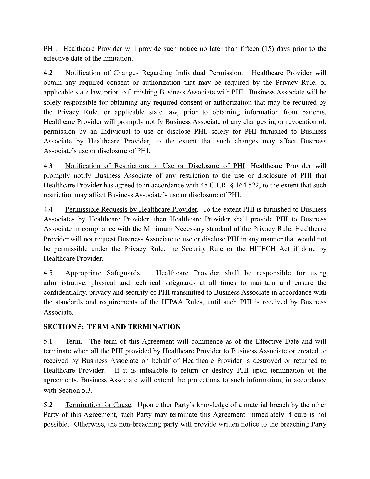 PHI. Healthcare Provider will provide such notice no later than fifteen (15) days prior to the
effective date of the limitation.
4.2 Notification of Changes Regarding Individual Permission. Healthcare Provider will
obtain any required consent or authorization that may be required by the Privacy Rule, or
applicable state law, prior to furnishing Business Associate with PHI. Business Associate will be
solely responsible for obtaining any required consent or authorization that may be required by
the Privacy Rule, or applicable state law, prior to obtaining information from patients.
Healthcare Provider will promptly notify Business Associate of any changes in, or revocation of,
permission by an Individual to use or disclose PHI, solely for PHI furnished to Business
Associate by Healthcare Provider, to the extent that such changes may affect Business
Associate's use or disclosure of PHI.
4.3 Notification of Restrictions to Use or Disclosure of PHI. Healthcare Provider will
promptly notify Business Associate of any restriction to the use or disclosure of PHI that
Healthcare Provider has agreed to in accordance with 45 C.F.R. § 164.522, to the extent that such
restriction may affect Business Associate's use or disclosure of PHI.
4.4 Permissible Requests by Healthcare Provider. To the extent PHI is furnished to Business
Associate by Healthcare Provider, then Healthcare Provider shall provide PHI to Business
Associate in compliance with the Minimum Necessary standard of the Privacy Rule. Healthcare
Provider will not request Business Associate to use or disclose PHI in any manner that would not
be permissible under the Privacy Rule, the Security Rule or the HITECH Act if done by
Healthcare Provider.
4.5 Appropriate Safeguards. Healthcare Provider shall be responsible for using
administrative, physical and technical safeguards at all times to maintain and ensure the
confidentiality, privacy and security of PHI transmitted to Business Associate in accordance with
the standards and requirements of the HIPAA Rules, until such PHI is received by Business
Associate.
SECTION 5: TERM AND TERMINATION
5.1 Term. The term of this Agreement will commence as of the Effective Date and will
terminate when all the PHI provided by Healthcare Provider to Business Associate or created or
received by Business Associate on behalf of Healthcare Provider is destroyed or returned to
Healthcare Provider. If it is infeasible to return or destroy PHI upon termination of the
agreements, Business Associate will extend the protections to such information, in accordance
with Section 5.3.
5.2 Termination for Cause. Upon either Party's knowledge of a material breach by the other
Party of this Agreement, such Party may terminate this Agreement immediately if cure is not
possible. Otherwise, the non-breaching party will provide written notice to the breaching Party